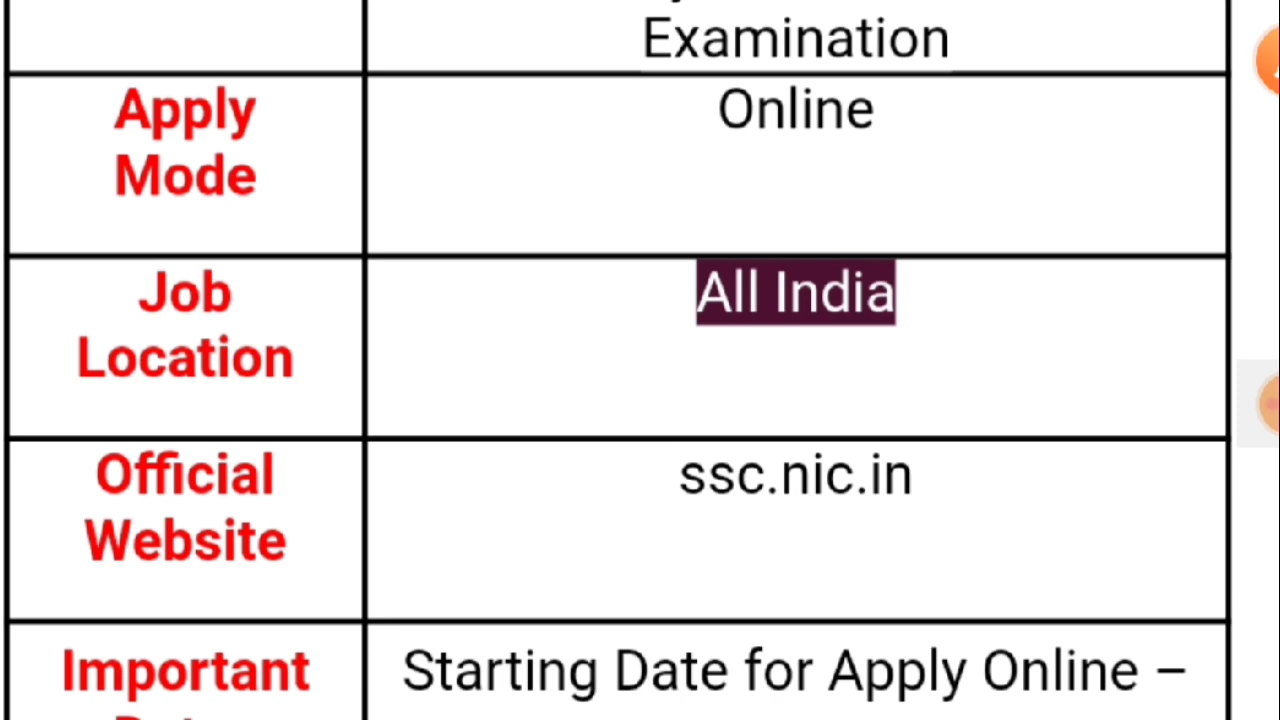 Examination
Apply
Mode
Online
Job
Location
All India
Official
Website
ssc.nic.in
Important
Starting Date for Apply Online –